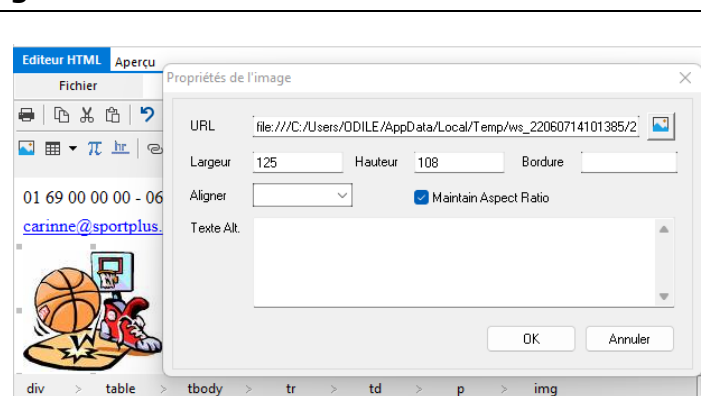 Editeur HTML Aperçu
Fichier
Propriétés de l'image
URL file:///C:/Users/ODILE/AppData/Local/Temp/ws_22060714101385/2
Largeur 125 Hauteur 108 Bordure
Aligner Maintain Aspect Ratio
Texte Alt.
π hr.
01 69 00 00 00 - 06
carinne@sportplus.
OK Annuler
div > table > tbody > tr > td > p > img